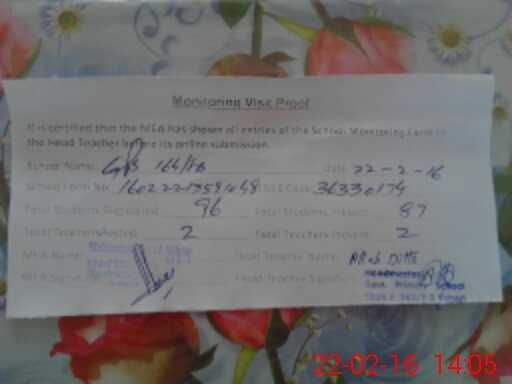 Monitoring Visit Proof
It is certified that the MEA has shown all entries of the School Monitoring Form to
the Head Teacher before its online submission.
School Name: GPS 164/EB Date: 22-2-16
School Form No: EMIS Code: 36330174
Total Students Registered: 96 Total Students Present: 87
Total Teachers Posted: 2 Total Teachers Present: 2
MEA Name: Head Teacher Name: Allah Ditta
MEA Signature: Head Teacher Signature:
Headmaster
Govt. Primary School
22-02-16 14:05